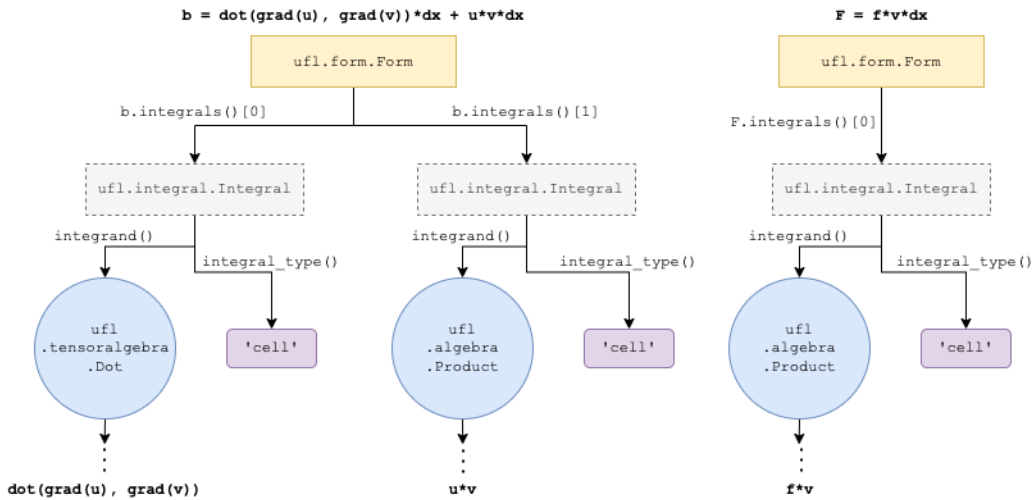 b = dot(grad(u), grad(v))*dx + u*v*dx
F = f*v*dx
ufl.form.Form
ufl.form.Form
b.integrals()[0]
b.integrals()[1]
F.integrals()[0]
ufl.integral.Integral
ufl.integral.Integral
ufl.integral.Integral
integrand()
integral_type()
integrand()
integral_type()
integrand()
integral_type()
ufl
.tensoralgebra
.Dot
'cell'
ufl
.algebra
.Product
'cell'
ufl
.algebra
.Product
'cell'
dot(grad(u), grad(v))
u*v
f*v